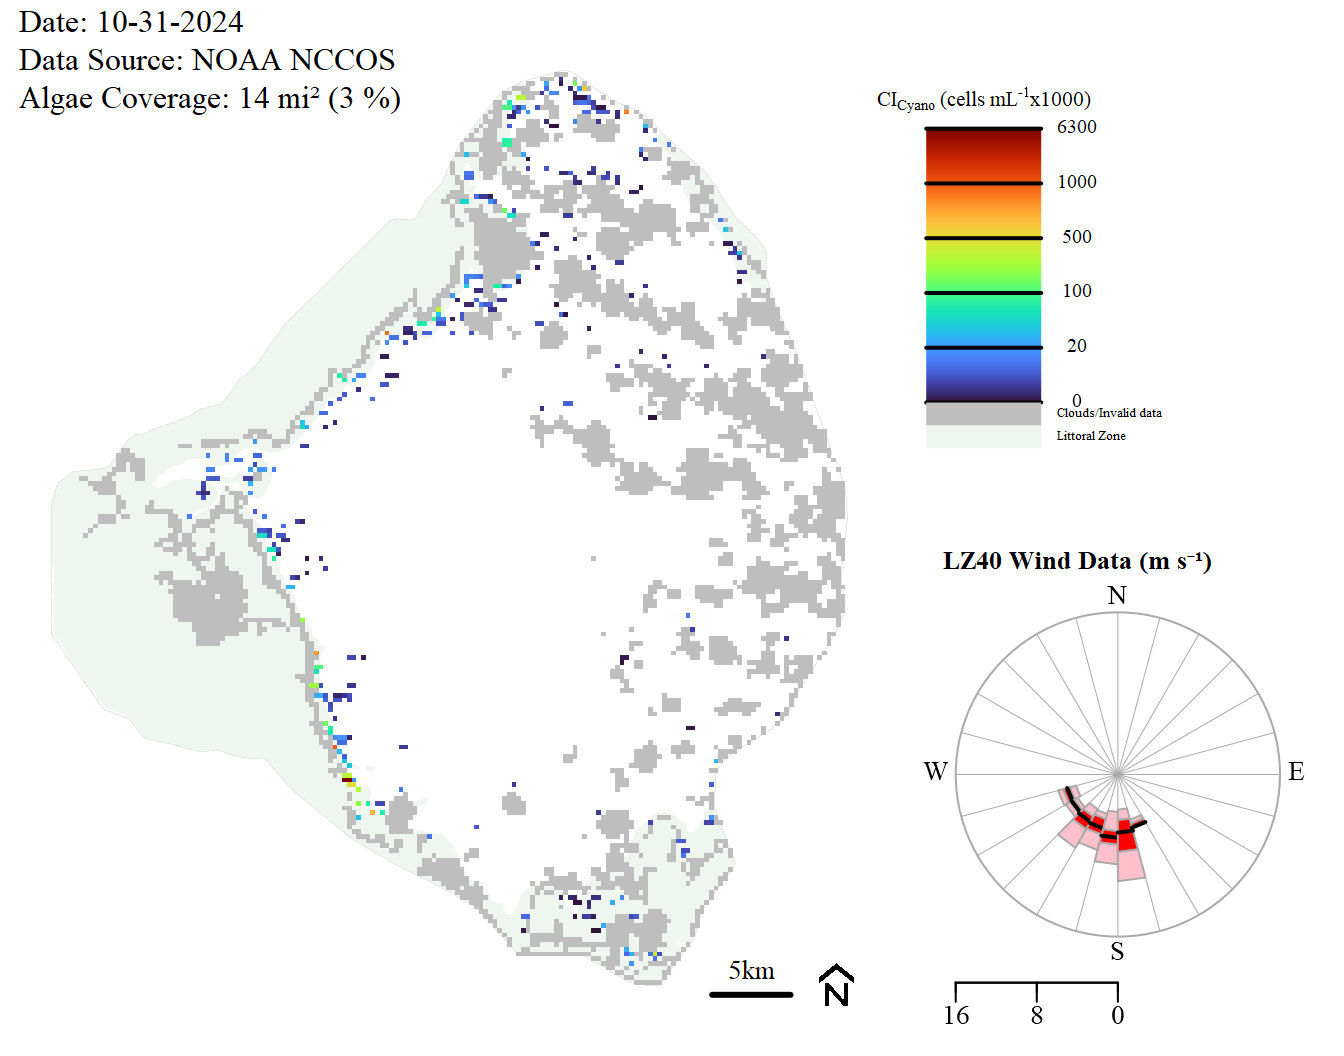 Date: 10-31-2024
Data Source: NOAA NCCOS
Algae Coverage: 14 mi² (3 %)
CICyano (cells mL-1x1000)
6300
1000
500
100
20
0
Clouds/Invalid data
Littoral Zone
LZ40 Wind Data (m s⁻¹)
N
W
E
S
5km
N
16 8 0